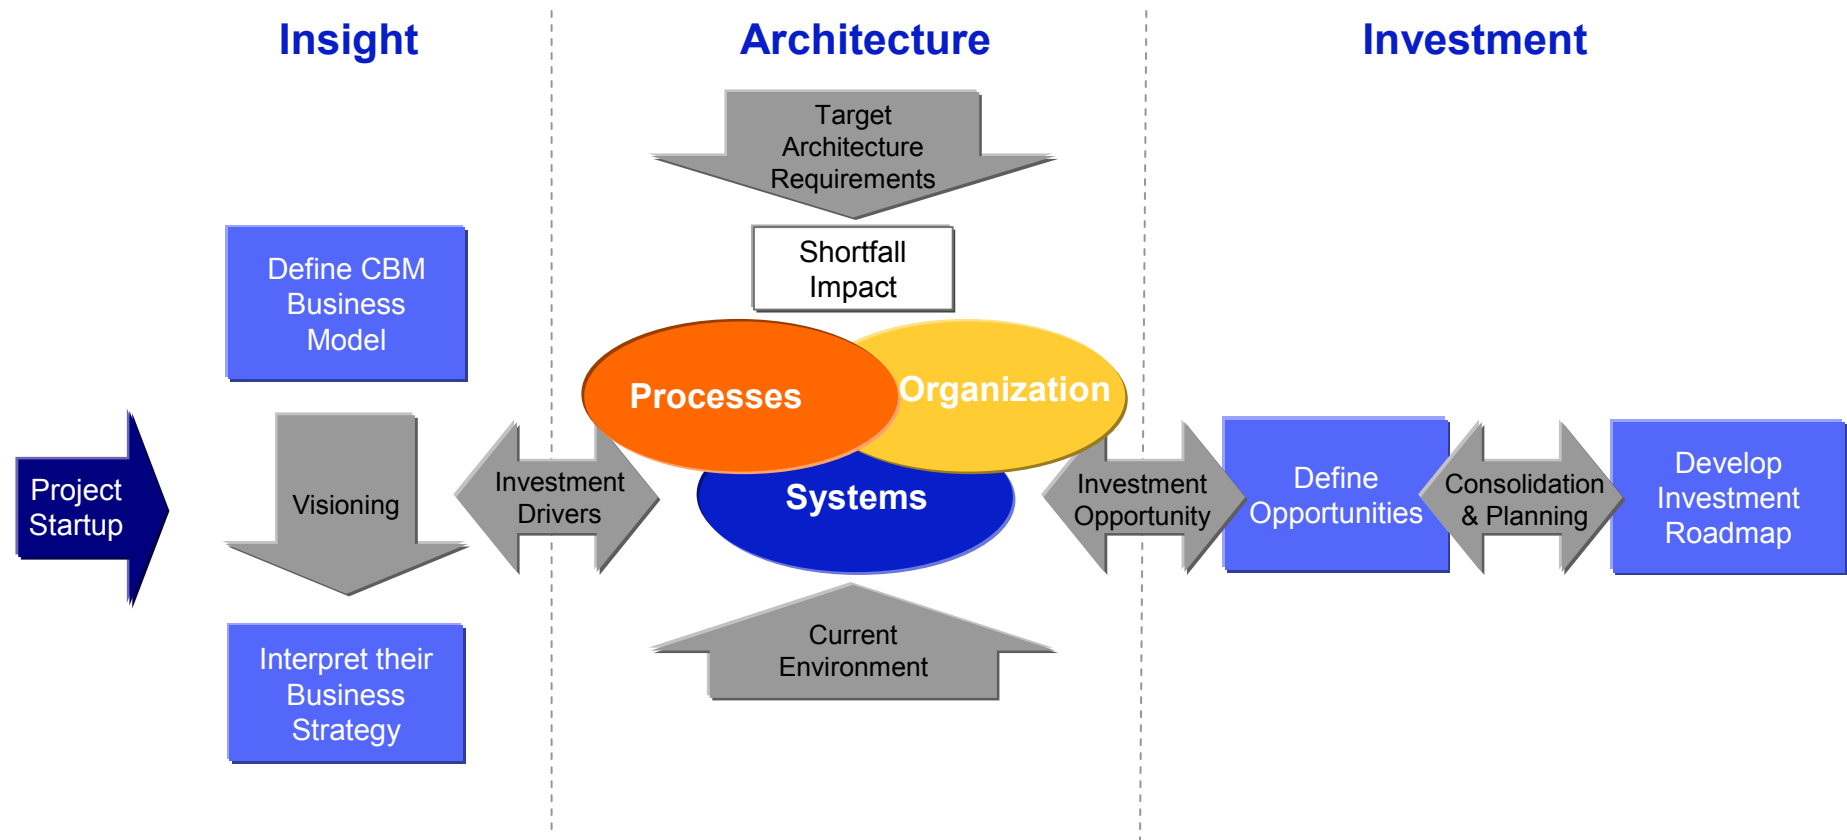 Insight
Architecture
Investment
Target
Architecture
Requirements
Shortfall
Impact
Define CBM
Business
Model
Processes
Organization
Project
Startup
Visioning
Investment
Drivers
Systems
Investment
Opportunity
Define
Opportunities
Consolidation
& Planning
Develop
Investment
Roadmap
Current
Environment
Interpret their
Business
Strategy